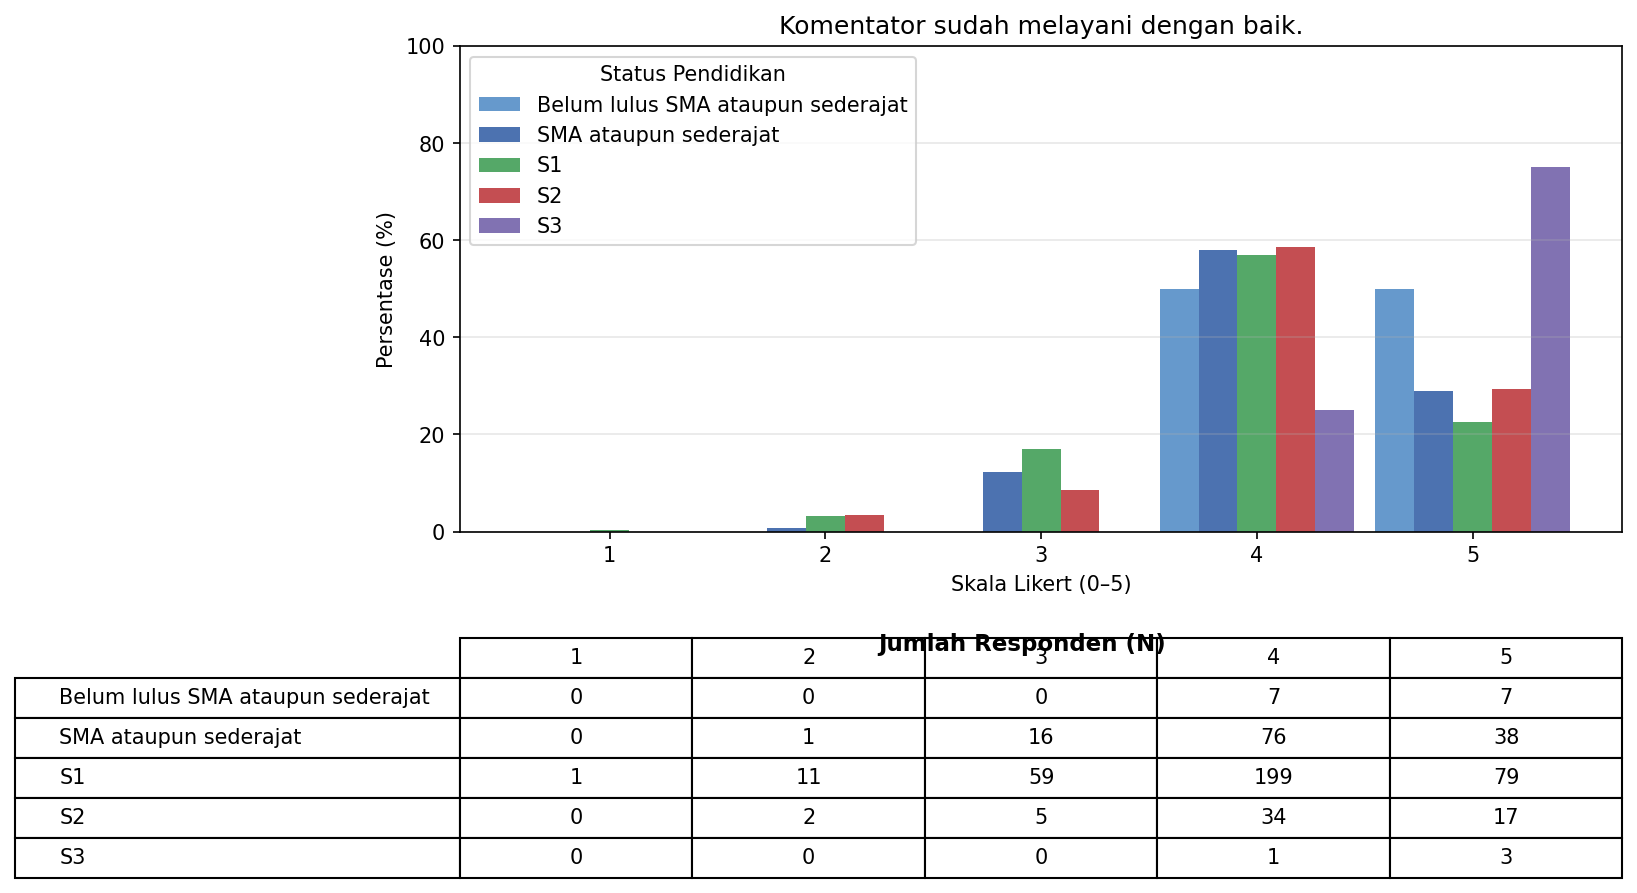 Komentator sudah melayani dengan baik.
100
80
60
40
20
0
Persentase (%)
Status Pendidikan
Belum lulus SMA ataupun sederajat
SMA ataupun sederajat
S1
S2
S3
1 2 3 4 5
Skala Likert (0–5)
Jumlah Responden (N)
1 2 3 4 5
Belum lulus SMA ataupun sederajat 0 0 0 7 7
SMA ataupun sederajat 0 1 16 76 38
S1 1 11 59 199 79
S2 0 2 5 34 17
S3 0 0 0 1 3